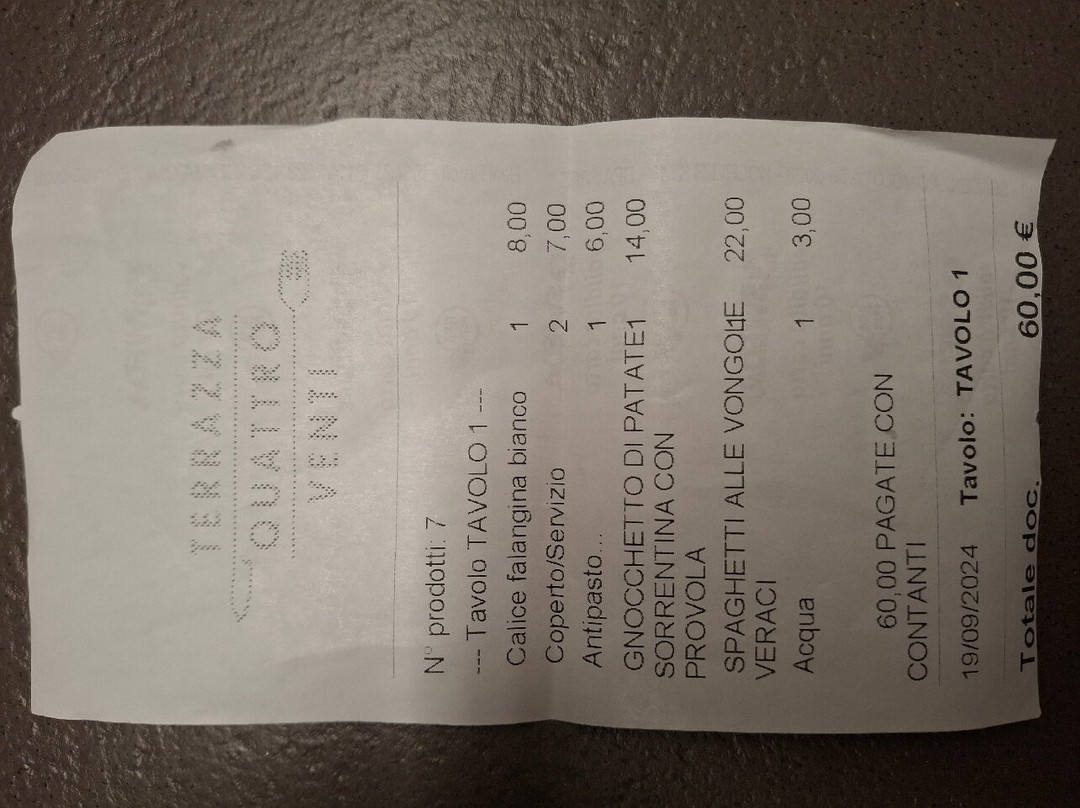 TERRAZZA
QUATTRO
VENTI
N° prodotti: 7
--- Tavolo TAVOLO 1 ---
Calice falangina bianco 1 8,00
Coperto/Servizio 2 7,00
Antipasto... 1 6,00
GNOCCHETTO DI PATATE1 14,00
SORRENTINA CON
PROVOLA
SPAGHETTI ALLE VONGOLE 1 22,00
VERACI
Acqua 1 3,00
60,00 PAGATE CON
CONTANTI
19/09/2024 Tavolo: TAVOLO 1
Totale doc. 60,00 €